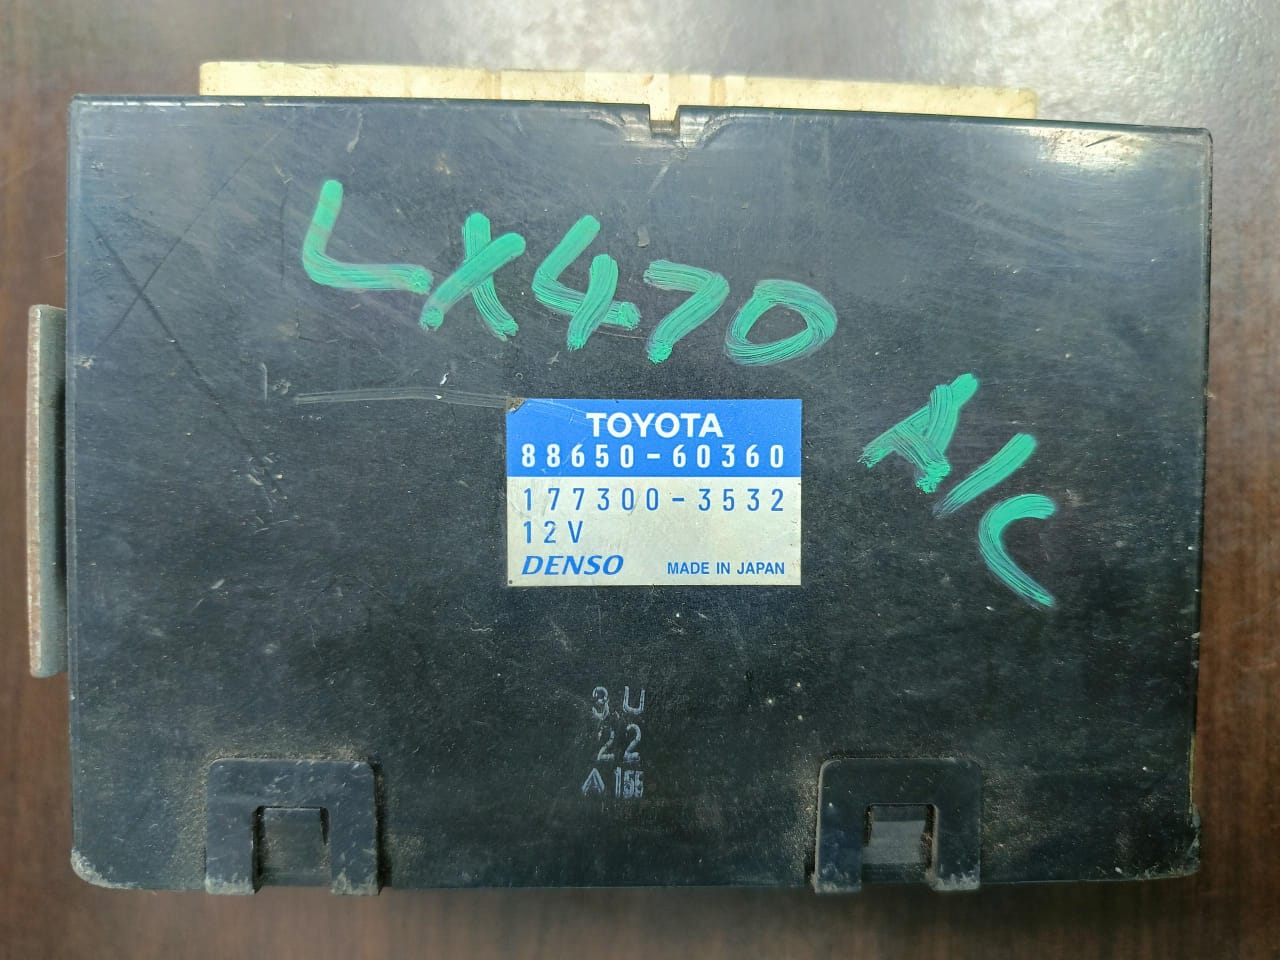 LX470
A/C
TOYOTA
88650-60360
177300-3532
12V
DENSO MADE IN JAPAN
3U
22
A